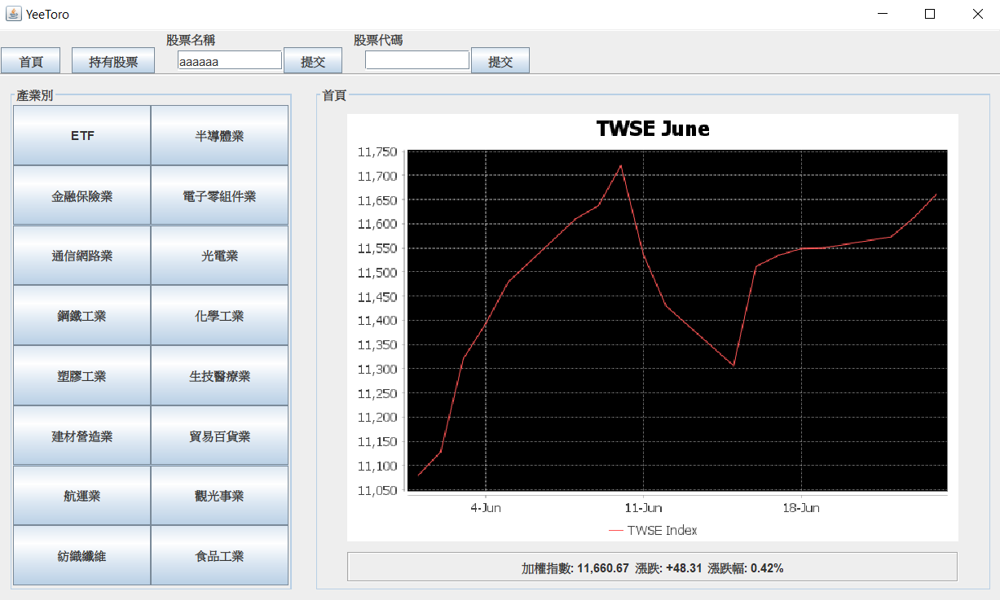 YeeToro
股票名稱 股票代碼
首頁 持有股票 aaaaaa 提交 提交
產業別
ETF 半導體業
金融保險業 電子零組件業
通信網路業 光電業
鋼鐵工業 化學工業
塑膠工業 生技醫療業
建材營造業 貿易百貨業
航運業 觀光事業
紡織纖維 食品工業
首頁
TWSE June
11,750
11,700
11,650
11,600
11,550
11,500
11,450
11,400
11,350
11,300
11,250
11,200
11,150
11,100
11,050
4-Jun 11-Jun 18-Jun
TWSE Index
加權指數: 11,660.67 漲跌: +48.31 漲跌幅: 0.42%